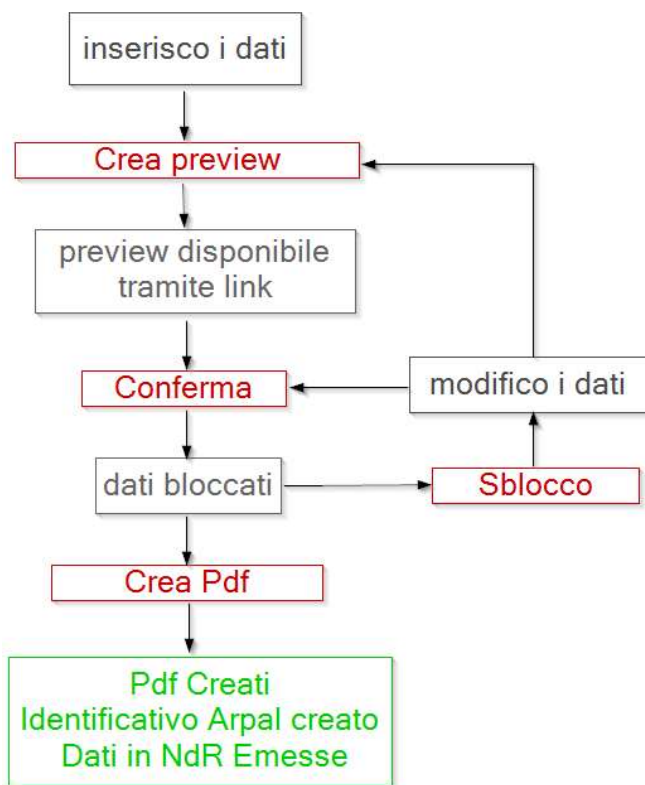 inserisco i dati
Crea preview
preview disponibile
tramite link
Conferma
modifico i dati
dati bloccati
Sblocco
Crea Pdf
Pdf Creati
Identificativo Arpal creato
Dati in NdR Emesse